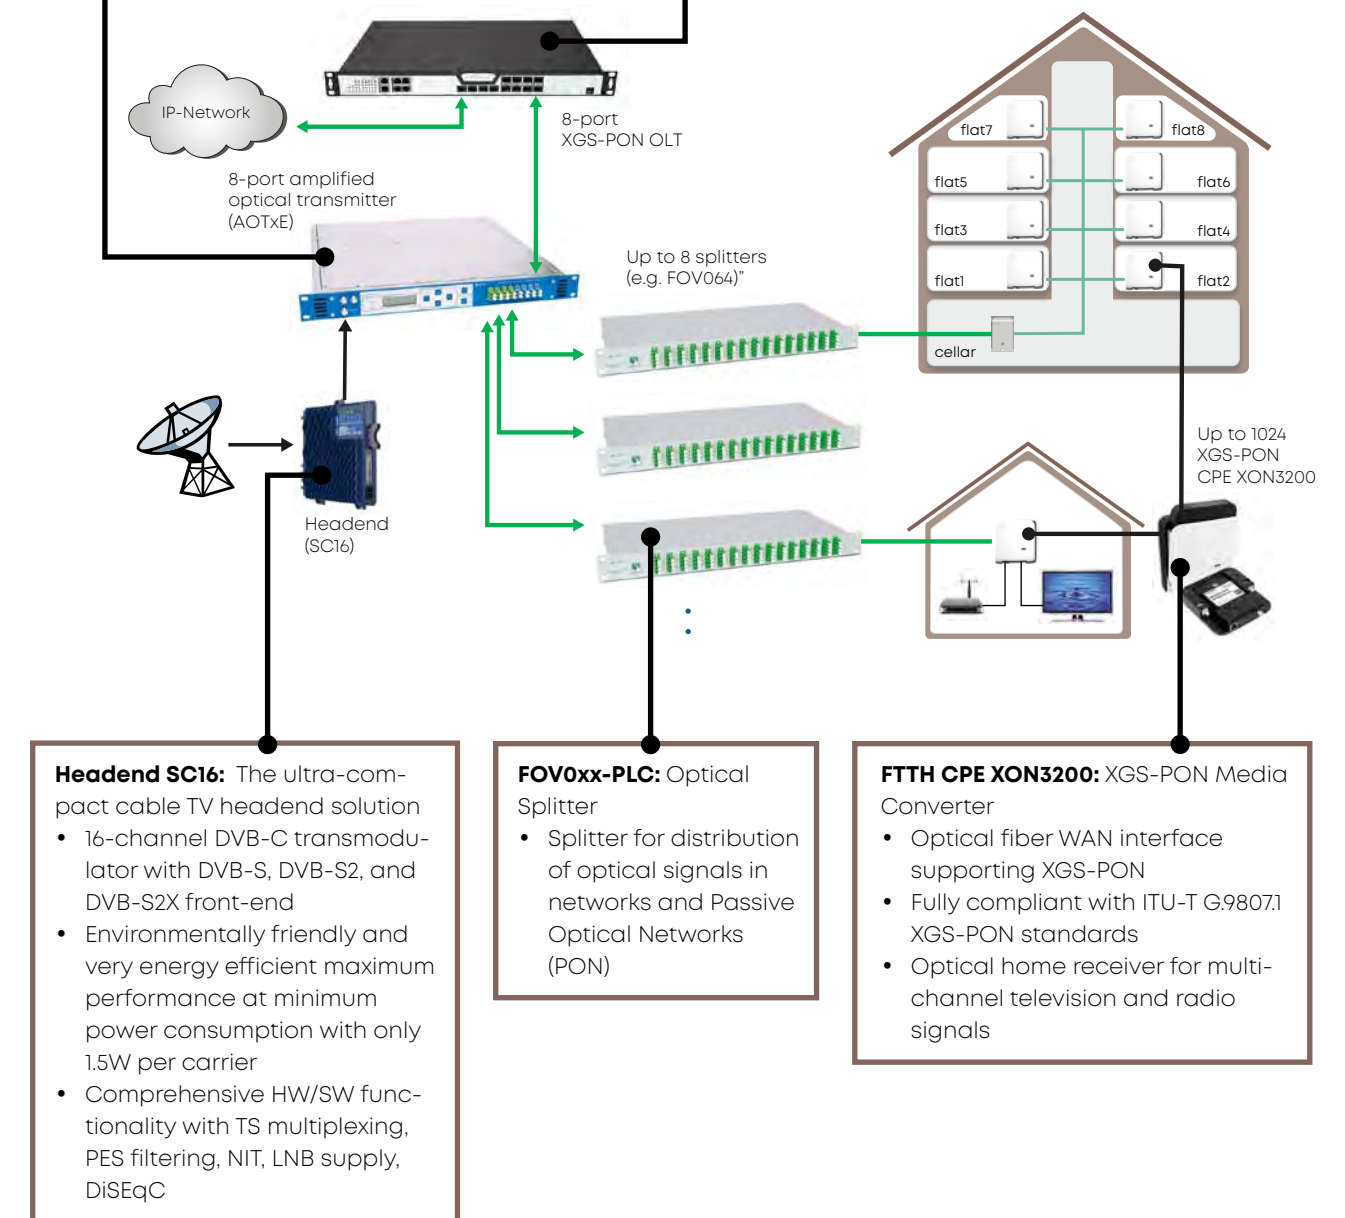 IP-Network
8-port
XGS-PON OLT
8-port amplified
optical transmitter
(AOTxE)
Up to 8 splitters
(e.g. FOV064)”
flat7
flat8
flat5
flat6
flat3
flat4
flat1
flat2
cellar
Headend
(SC16)
Up to 1024
XGS-PON
CPE XON3200
Headend SC16: The ultra-com-
pact cable TV headend solution
• 16-channel DVB-C transmodu-
lator with DVB-S, DVB-S2, and
DVB-S2X front-end
• Environmentally friendly and
very energy efficient maximum
performance at minimum
power consumption with only
1.5W per carrier
• Comprehensive HW/SW func-
tionality with TS multiplexing,
PES filtering, NIT, LNB supply,
DiSEqC
FOV0xx-PLC: Optical
Splitter
• Splitter for distribution
of optical signals in
networks and Passive
Optical Networks
(PON)
FTTH CPE XON3200: XGS-PON Media
Converter
• Optical fiber WAN interface
supporting XGS-PON
• Fully compliant with ITU-T G.9807.1
XGS-PON standards
• Optical home receiver for multi-
channel television and radio
signals